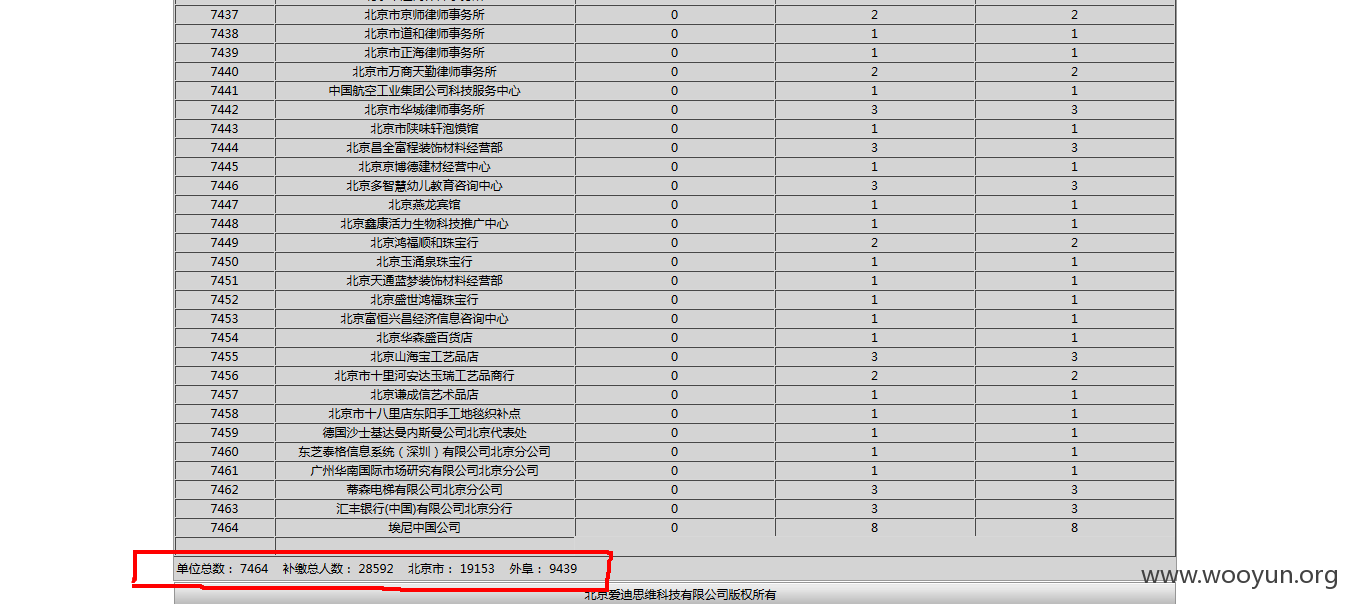 7437 北京市京师律师事务所 0 2 2
7438 北京市道和律师事务所 0 1 1
7439 北京市正海律师事务所 0 1 1
7440 北京市万商天勤律师事务所 0 2 2
7441 中国航空工业集团公司科技服务中心 0 1 1
7442 北京市华城律师事务所 0 3 3
7443 北京市陕味轩泡馍馆 0 1 1
7444 北京昌全富程装饰材料经营部 0 3 3
7445 北京京博德建材经营中心 0 1 1
7446 北京多智慧幼儿教育咨询中心 0 3 3
7447 北京燕龙宾馆 0 1 1
7448 北京鑫康活力生物科技推广中心 0 1 1
7449 北京鸿福顺和珠宝行 0 2 2
7450 北京玉涌泉珠宝行 0 1 1
7451 北京天通蓝梦装饰材料经营部 0 1 1
7452 北京盛世鸿福珠宝行 0 1 1
7453 北京富恒兴昌经济信息咨询中心 0 1 1
7454 北京华森盛百货店 0 1 1
7455 北京山海宝工艺品店 0 3 3
7456 北京市十里河安达玉瑞工艺品商行 0 2 2
7457 北京谦成信艺术品店 0 1 1
7458 北京市十八里店东阳手工地毯织补点 0 1 1
7459 德国沙士基达曼内斯曼公司北京代表处 0 1 1
7460 东芝泰格信息系统（深圳）有限公司北京分公司 0 1 1
7461 广州华南国际市场研究有限公司北京分公司 0 1 1
7462 蒂森电梯有限公司北京分公司 0 3 3
7463 汇丰银行(中国)有限公司北京分行 0 3 3
7464 埃尼中国公司 0 8 8
单位总数： 7464 补缴总人数： 28592 北京市： 19153 外阜： 9439
www.wooyun.org
北京爱迪思维科技有限公司版权所有